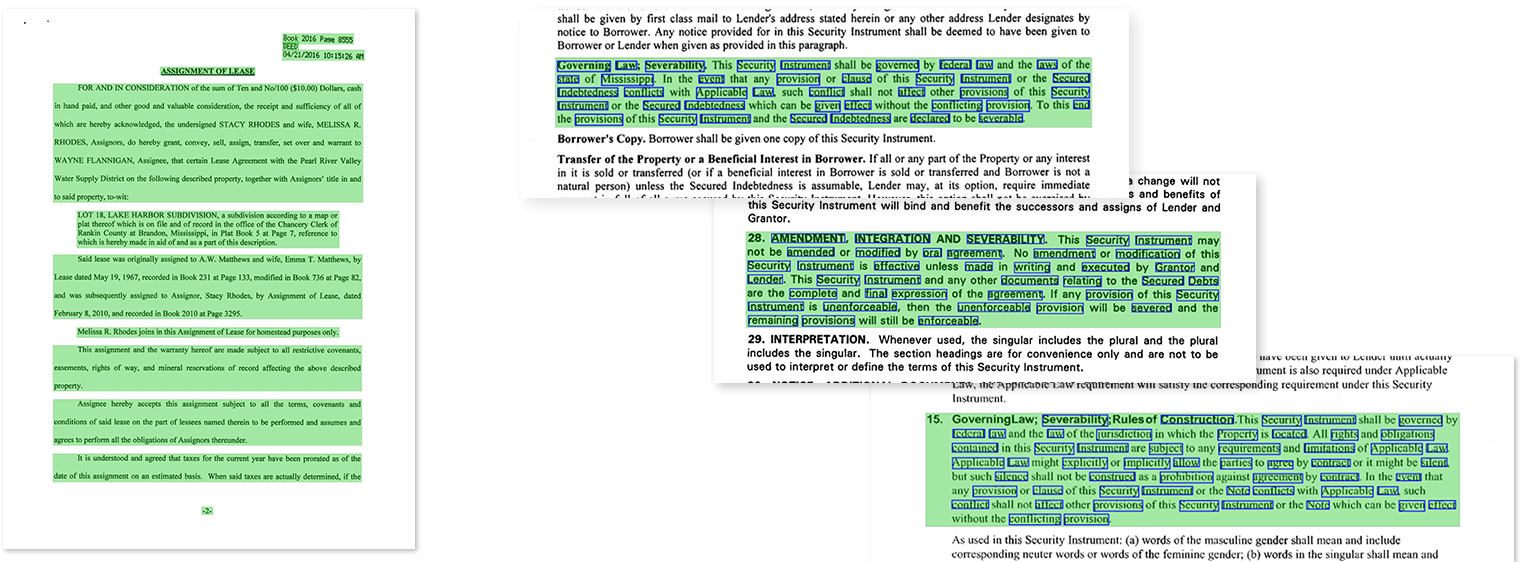 Book 2016 Page 8555
DEED
04/21/2016 10:15:26 AM
ASSIGNMENT OF LEASE
FOR AND IN CONSIDERATION of the sum of Ten and No/100 ($10.00) Dollars, cash
in hand paid, and other good and valuable consideration, the receipt and sufficiency of all of
which are hereby acknowledged, the undersigned STACY RHODES and wife, MELISSA R.
RHODES, Assignors, do hereby grant, convey, sell, assign, transfer, set over and warrant to
WAYNE FLANNIGAN, Assignee, that certain Lease Agreement with the Pearl River Valley
Water Supply District on the following described property, together with Assignors' title in and
to said property, to-wit:
LOT 18, LAKE HARBOR SUBDIVISION, a subdivision according to a map or
plat thereof which is on file and of record in the office of the Chancery Clerk of
Rankin County at Brandon, Mississippi, in Plat Book 5 at Page 7, reference to
which is hereby made in aid of and as a part of this description.
Said lease was originally assigned to A.W. Matthews and wife, Emma T. Matthews, by
Lease dated May 19, 1967, recorded in Book 231 at Page 133, modified in Book 736 at Page 82,
and was subsequently assigned to Assignor, Stacy Rhodes, by Assignment of Lease, dated
February 8, 2010, and recorded in Book 2010 at Page 3295.
Melissa R. Rhodes joins in this Assignment of Lease for homestead purposes only.
This assignment and the warranty hereof are made subject to all restrictive covenants,
easements, rights of way, and mineral reservations of record affecting the above described
property.
Assignee hereby accepts this assignment subject to all the terms, covenants and
conditions of said lease on the part of lessees named therein to be performed and assumes and
agrees to perform all the obligations of Assignors thereunder.
It is understood and agreed that taxes for the current year have been prorated as of the
date of this assignment on an estimated basis. When said taxes are actually determined, if the
-2-
shall be given by first class mail to Lender's address stated herein or any other address Lender designates by
notice to Borrower. Any notice provided for in this Security Instrument shall be deemed to have been given to
Borrower or Lender when given as provided in this paragraph.
Governing Law; Severability. This Security Instrument shall be governed by federal law and the laws of the
state of Mississippi. In the event that any provision or clause of this Security Instrument or the Secured
Indebtedness conflicts with Applicable Law, such conflict shall not affect other provisions of this Security
Instrument or the Secured Indebtedness which can be given effect without the conflicting provision. To this end
the provisions of this Security Instrument and the Secured Indebtedness are declared to be severable.
Borrower's Copy. Borrower shall be given one copy of this Security Instrument.
Transfer of the Property or a Beneficial Interest in Borrower. If all or any part of the Property or any interest
in it is sold or transferred (or if a beneficial interest in Borrower is sold or transferred and Borrower is not a
natural person) unless the Secured Indebtedness is assumable, Lender may, at its option, require immediate
a change will not
s and benefits of
this Security Instrument will bind and benefit the successors and assigns of Lender and
Grantor.
28. AMENDMENT, INTEGRATION AND SEVERABILITY. This Security Instrument may
not be amended or modified by oral agreement. No amendment or modification of this
Security Instrument is effective unless made in writing and executed by Grantor and
Lender. This Security Instrument and any other documents relating to the Secured Debts
are the complete and final expression of the agreement. If any provision of this Security
Instrument is unenforceable, then the unenforceable provision will be severed and the
remaining provisions will still be enforceable.
29. INTERPRETATION. Whenever used, the singular includes the plural and the plural
includes the singular. The section headings are for convenience only and are not to be
used to interpret or define the terms of this Security Instrument.
have been given to Lender until actually
ument is also required under Applicable
Law, the Applicable Law requirement will satisfy the corresponding requirement under this Security
Instrument.
15. Governing Law; Severability; Rules of Construction. This Security Instrument shall be governed by
federal law and the law of the jurisdiction in which the Property is located. All rights and obligations
contained in this Security Instrument are subject to any requirements and limitations of Applicable Law.
Applicable Law might explicitly or implicitly allow the parties to agree by contract or it might be silent,
but such silence shall not be construed as a prohibition against agreement by contract. In the event that
any provision or clause of this Security Instrument or the Note conflicts with Applicable Law, such
conflict shall not affect other provisions of this Security Instrument or the Note which can be given effect
without the conflicting provision.
As used in this Security Instrument: (a) words of the masculine gender shall mean and include
corresponding neuter words or words of the feminine gender; (b) words in the singular shall mean and